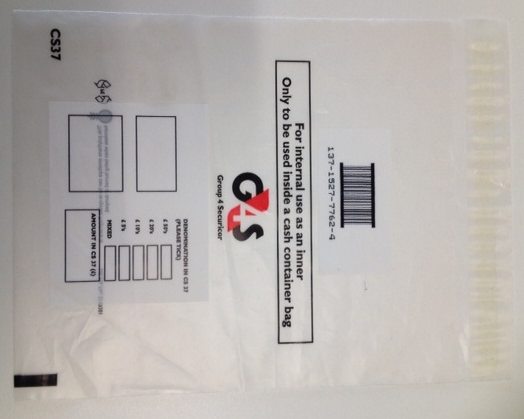 137-1527-7762-4
For internal use as an inner
Only to be used inside a cash container bag
G4S
Group 4 Securicor
DENOMINATION IN CS 37
(PLEASE TICK)
£ 50's
£ 20's
£ 10's
£ 5's
MIXED
AMOUNT IN CS 37 (£)
CS37